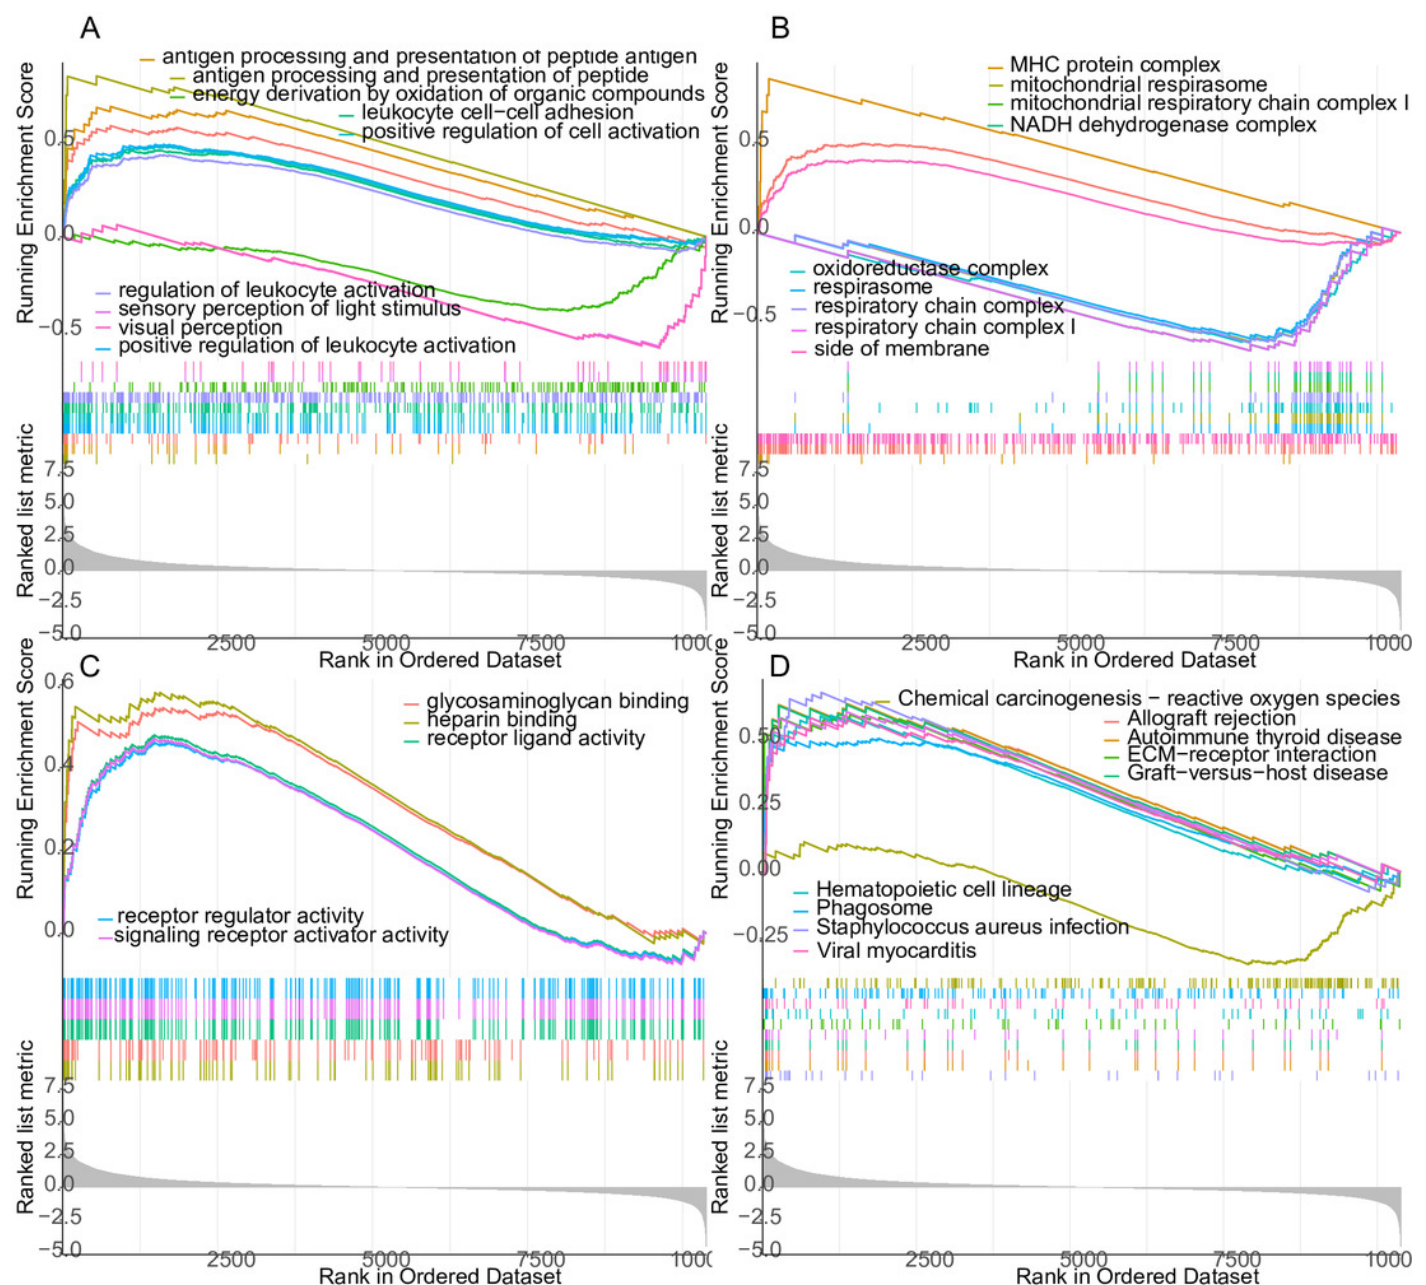 A
antigen processing and presentation of peptide antigen
antigen processing and presentation of peptide
energy derivation by oxidation of organic compounds
leukocyte cell−cell adhesion
positive regulation of cell activation
Running Enrichment Score
0.5
0.0
−0.5
regulation of leukocyte activation
sensory perception of light stimulus
visual perception
positive regulation of leukocyte activation
Ranked list metric
7.5
5.0
2.5
0.0
−2.5
−5.0
2500
5000
7500
1000
Rank in Ordered Dataset
B
MHC protein complex
mitochondrial respirasome
mitochondrial respiratory chain complex I
NADH dehydrogenase complex
Running Enrichment Score
0.5
0.0
−0.5
oxidoreductase complex
respirasome
respiratory chain complex
respiratory chain complex I
side of membrane
Ranked list metric
7.5
5.0
2.5
0.0
−2.5
−5.0
2500
5000
7500
1000
Rank in Ordered Dataset
C
glycosaminoglycan binding
heparin binding
receptor ligand activity
Running Enrichment Score
0.6
0.4
0.2
0.0
receptor regulator activity
signaling receptor activator activity
Ranked list metric
7.5
5.0
2.5
0.0
−2.5
−5.0
2500
5000
7500
1000
Rank in Ordered Dataset
D
Chemical carcinogenesis − reactive oxygen species
Allograft rejection
Autoimmune thyroid disease
ECM−receptor interaction
Graft−versus−host disease
Running Enrichment Score
0.50
0.25
0.00
−0.25
Hematopoietic cell lineage
Phagosome
Staphylococcus aureus infection
Viral myocarditis
Ranked list metric
7.5
5.0
2.5
0.0
−2.5
−5.0
2500
5000
7500
1000
Rank in Ordered Dataset